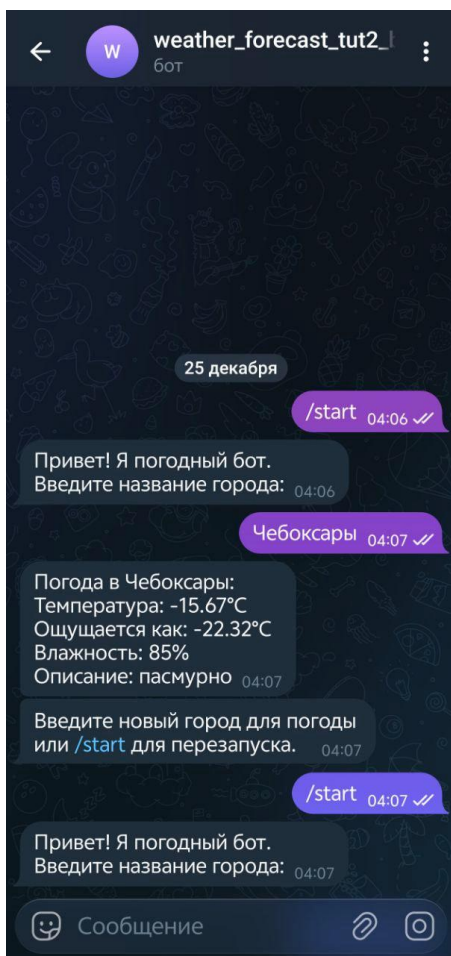 W
weather_forecast_tut2_
бот
25 декабря
/start 04:06
Привет! Я погодный бот.
Введите название города: 04:06
Чебоксары 04:07
Погода в Чебоксары:
Температура: -15.67°C
Ощущается как: -22.32°C
Влажность: 85%
Описание: пасмурно 04:07
Введите новый город для погоды
или /start для перезапуска. 04:07
/start 04:07
Привет! Я погодный бот.
Введите название города: 04:07
Сообщение